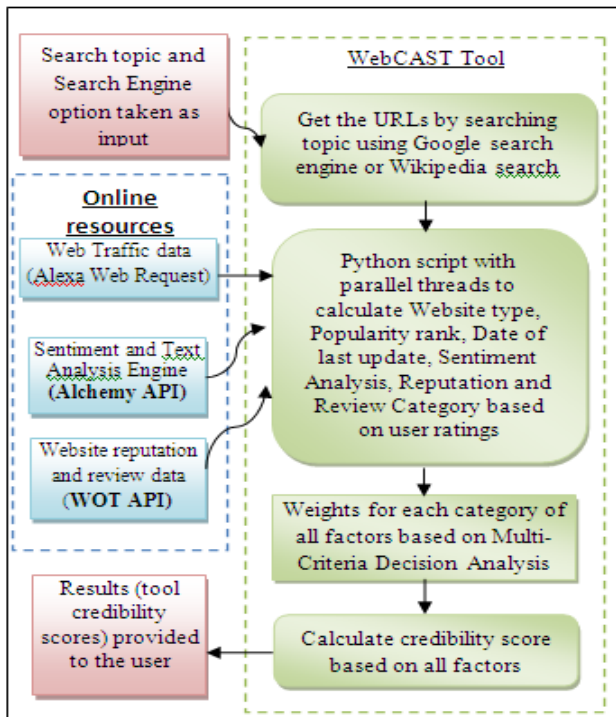 Search topic and
Search Engine
option taken as
input
WebCAST Tool
Get the URLs by searching
topic using Google search
engine or Wikipedia search
Online
resources
Web Traffic data
(Alexa Web Request)
Sentiment and Text
Analysis Engine
(Alchemy API)
Website reputation
and review data
(WOT API)
Python script with
parallel threads to
calculate Website type,
Popularity rank, Date of
last update, Sentiment
Analysis, Reputation and
Review Category based
on user ratings
Weights for each category of
all factors based on Multi-
Criteria Decision Analysis
Calculate credibility score
based on all factors
Results (tool
credibility
scores) provided
to the user